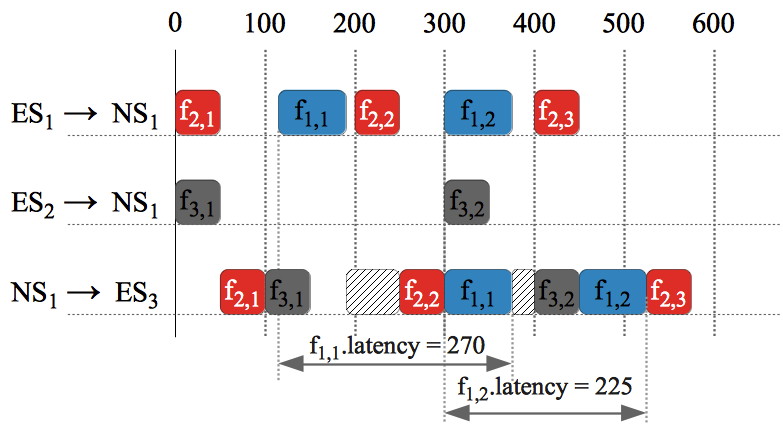 0 100 200 300 400 500 600
ES1 → NS1 f2,1 f1,1 f2,2 f1,2 f2,3
ES2 → NS1 f3,1 f3,2
NS1 → ES3 f2,1 f3,1 f2,2 f1,1 f3,2 f1,2 f2,3
f1,1.latency = 270
f1,2.latency = 225